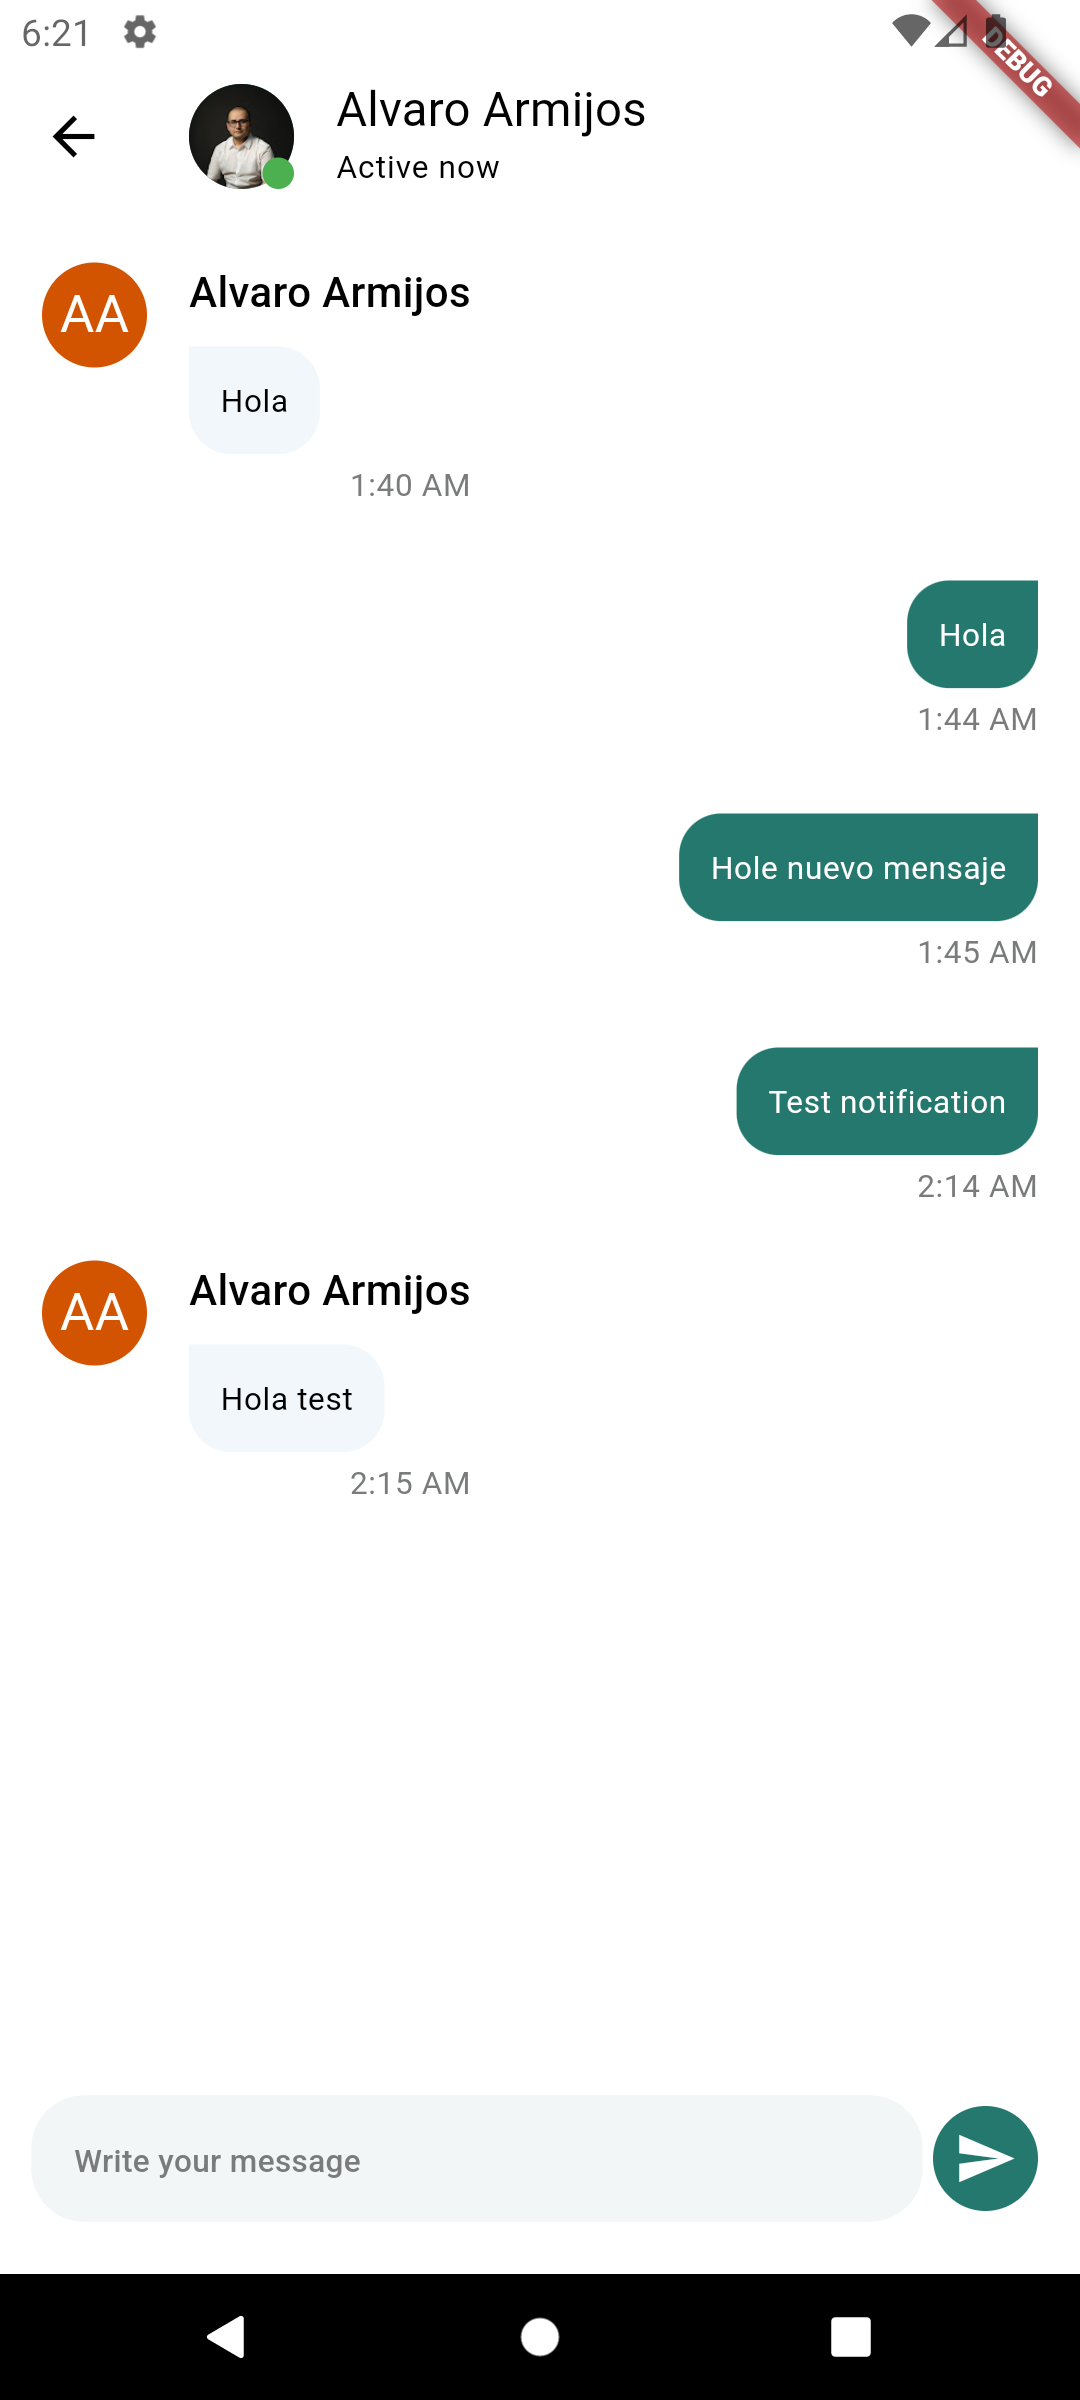 6:21
DEBUG
Alvaro Armijos
Active now
AA
Alvaro Armijos
Hola
1:40 AM
Hola
1:44 AM
Hole nuevo mensaje
1:45 AM
Test notification
2:14 AM
AA
Alvaro Armijos
Hola test
2:15 AM
Write your message